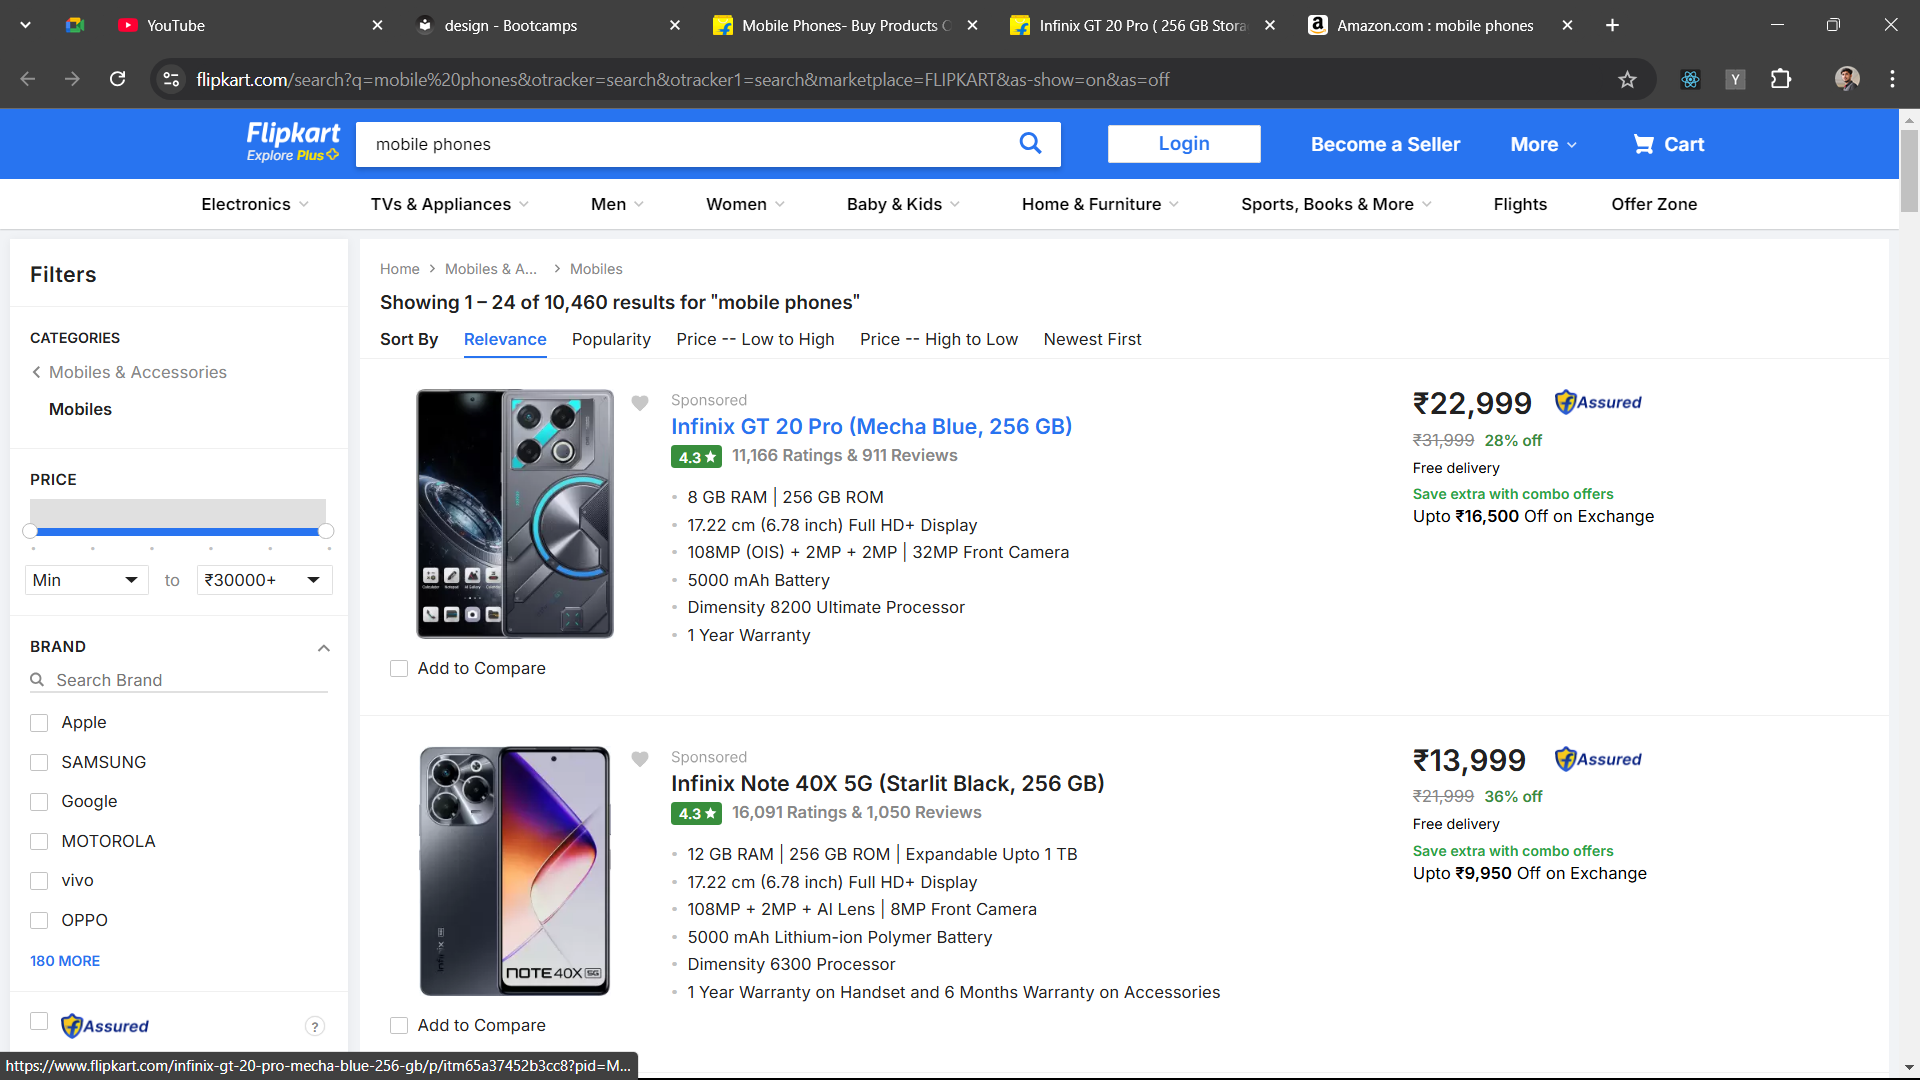 YouTube
design - Bootcamps
Mobile Phones- Buy Products
Infinix GT 20 Pro ( 256 GB Stora
Amazon.com : mobile phones
flipkart.com/search?q=mobile%20phones&otracker=search&otracker1=search&marketplace=FLIPKART&as-show=on&as=off
Y
Flipkart
Explore Plus
mobile phones
Login
Become a Seller
More
Cart
Electronics
TVs & Appliances
Men
Women
Baby & Kids
Home & Furniture
Sports, Books & More
Flights
Offer Zone
Filters
CATEGORIES
Mobiles & Accessories
Mobiles
PRICE
Min
to
₹30000+
BRAND
Search Brand
Apple
SAMSUNG
Google
MOTOROLA
vivo
OPPO
180 MORE
Assured
?
Home
Mobiles & A...
Mobiles
Showing 1 – 24 of 10,460 results for "mobile phones"
Sort By
Relevance
Popularity
Price -- Low to High
Price -- High to Low
Newest First
Sponsored
Infinix GT 20 Pro (Mecha Blue, 256 GB)
4.3★ 11,166 Ratings & 911 Reviews
8 GB RAM | 256 GB ROM
17.22 cm (6.78 inch) Full HD+ Display
108MP (OIS) + 2MP + 2MP | 32MP Front Camera
5000 mAh Battery
Dimensity 8200 Ultimate Processor
1 Year Warranty
Add to Compare
₹22,999
Assured
₹31,999 28% off
Free delivery
Save extra with combo offers
Upto ₹16,500 Off on Exchange
Sponsored
Infinix Note 40X 5G (Starlit Black, 256 GB)
4.3★ 16,091 Ratings & 1,050 Reviews
12 GB RAM | 256 GB ROM | Expandable Upto 1 TB
17.22 cm (6.78 inch) Full HD+ Display
108MP + 2MP + AI Lens | 8MP Front Camera
5000 mAh Lithium-ion Polymer Battery
Dimensity 6300 Processor
1 Year Warranty on Handset and 6 Months Warranty on Accessories
NOTE 40X 5G
Infinix
Add to Compare
₹13,999
Assured
₹21,999 36% off
Free delivery
Save extra with combo offers
Upto ₹9,950 Off on Exchange
https://www.flipkart.com/infinix-gt-20-pro-mecha-blue-256-gb/p/itm65a37452b3cc8?pid=M...